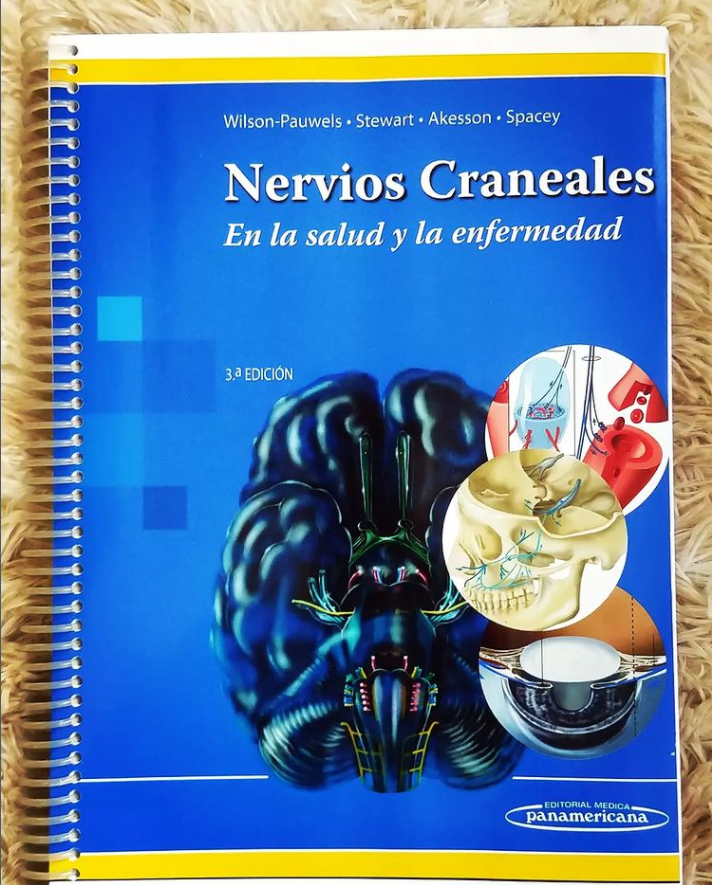 Wilson-Pauwels • Stewart • Akesson • Spacey
Nervios Craneales
En la salud y la enfermedad
3.ª EDICIÓN
EDITORIAL MEDICA
panamericana